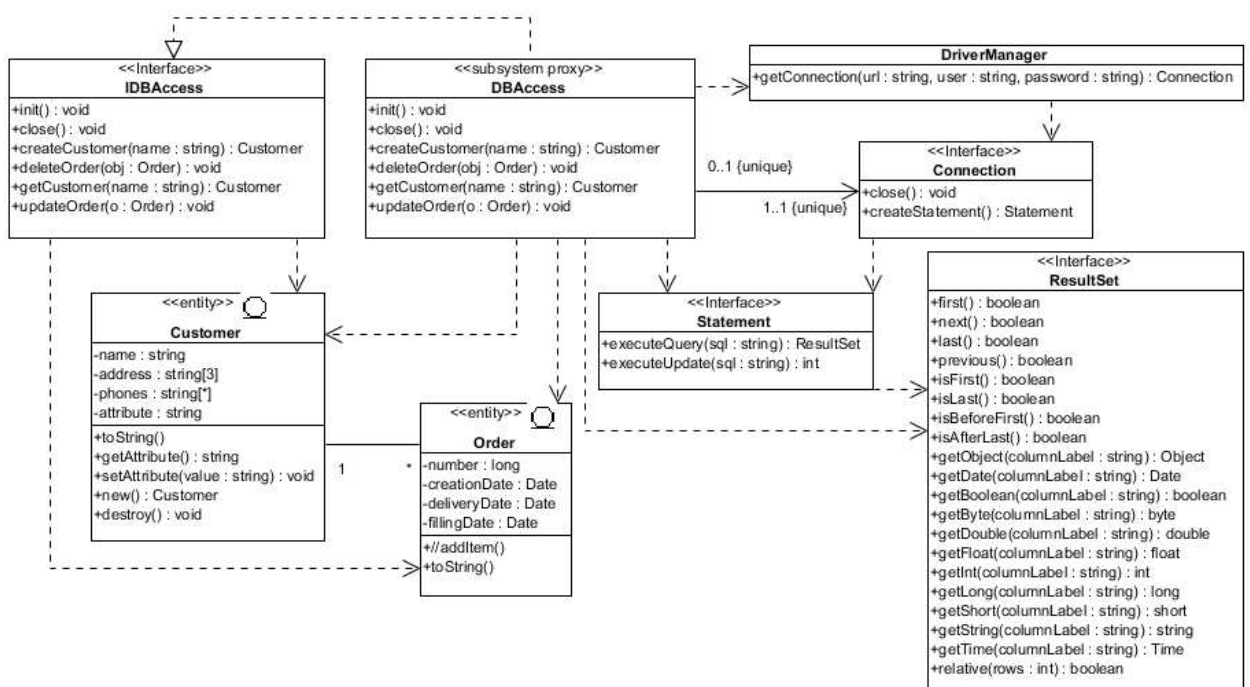 <<Interface>>
IDBAccess
+init() : void
+close() : void
+createCustomer(name : string) : Customer
+deleteOrder(obj : Order) : void
+getCustomer(name : string) : Customer
+updateOrder(o : Order) : void
<<subsystem proxy>>
DBAccess
+init() : void
+close() : void
+createCustomer(name : string) : Customer
+deleteOrder(obj : Order) : void
+getCustomer(name : string) : Customer
+updateOrder(o : Order) : void
DriverManager
+getConnection(url : string, user : string, password : string) : Connection
0..1 {unique}
1..1 {unique}
<<Interface>>
Connection
+close() : void
+createStatement() : Statement
<<entity>>
Customer
-name : string
-address : string[3]
-phones : string[*]
-attribute : string
+toString()
+getAttribute() : string
+setAttribute(value : string) : void
+new() : Customer
+destroy() : void
1
*
<<entity>>
Order
-number : long
-creationDate : Date
-deliveryDate : Date
-fillingDate : Date
+//addItem()
+toString()
<<Interface>>
Statement
+executeQuery(sql : string) : ResultSet
+executeUpdate(sql : string) : int
<<Interface>>
ResultSet
+first() : boolean
+next() : boolean
+last() : boolean
+previous() : boolean
+isFirst() : boolean
+isLast() : boolean
+isBeforeFirst() : boolean
+isAfterLast() : boolean
+getObject(columnLabel : string) : Object
+getDate(columnLabel : string) : Date
+getBoolean(columnLabel : string) : boolean
+getByte(columnLabel : string) : byte
+getDouble(columnLabel : string) : double
+getFloat(columnLabel : string) : float
+getInt(columnLabel : string) : int
+getLong(columnLabel : string) : long
+getShort(columnLabel : string) : short
+getString(columnLabel : string) : string
+getTime(columnLabel : string) : Time
+relative(rows : int) : boolean